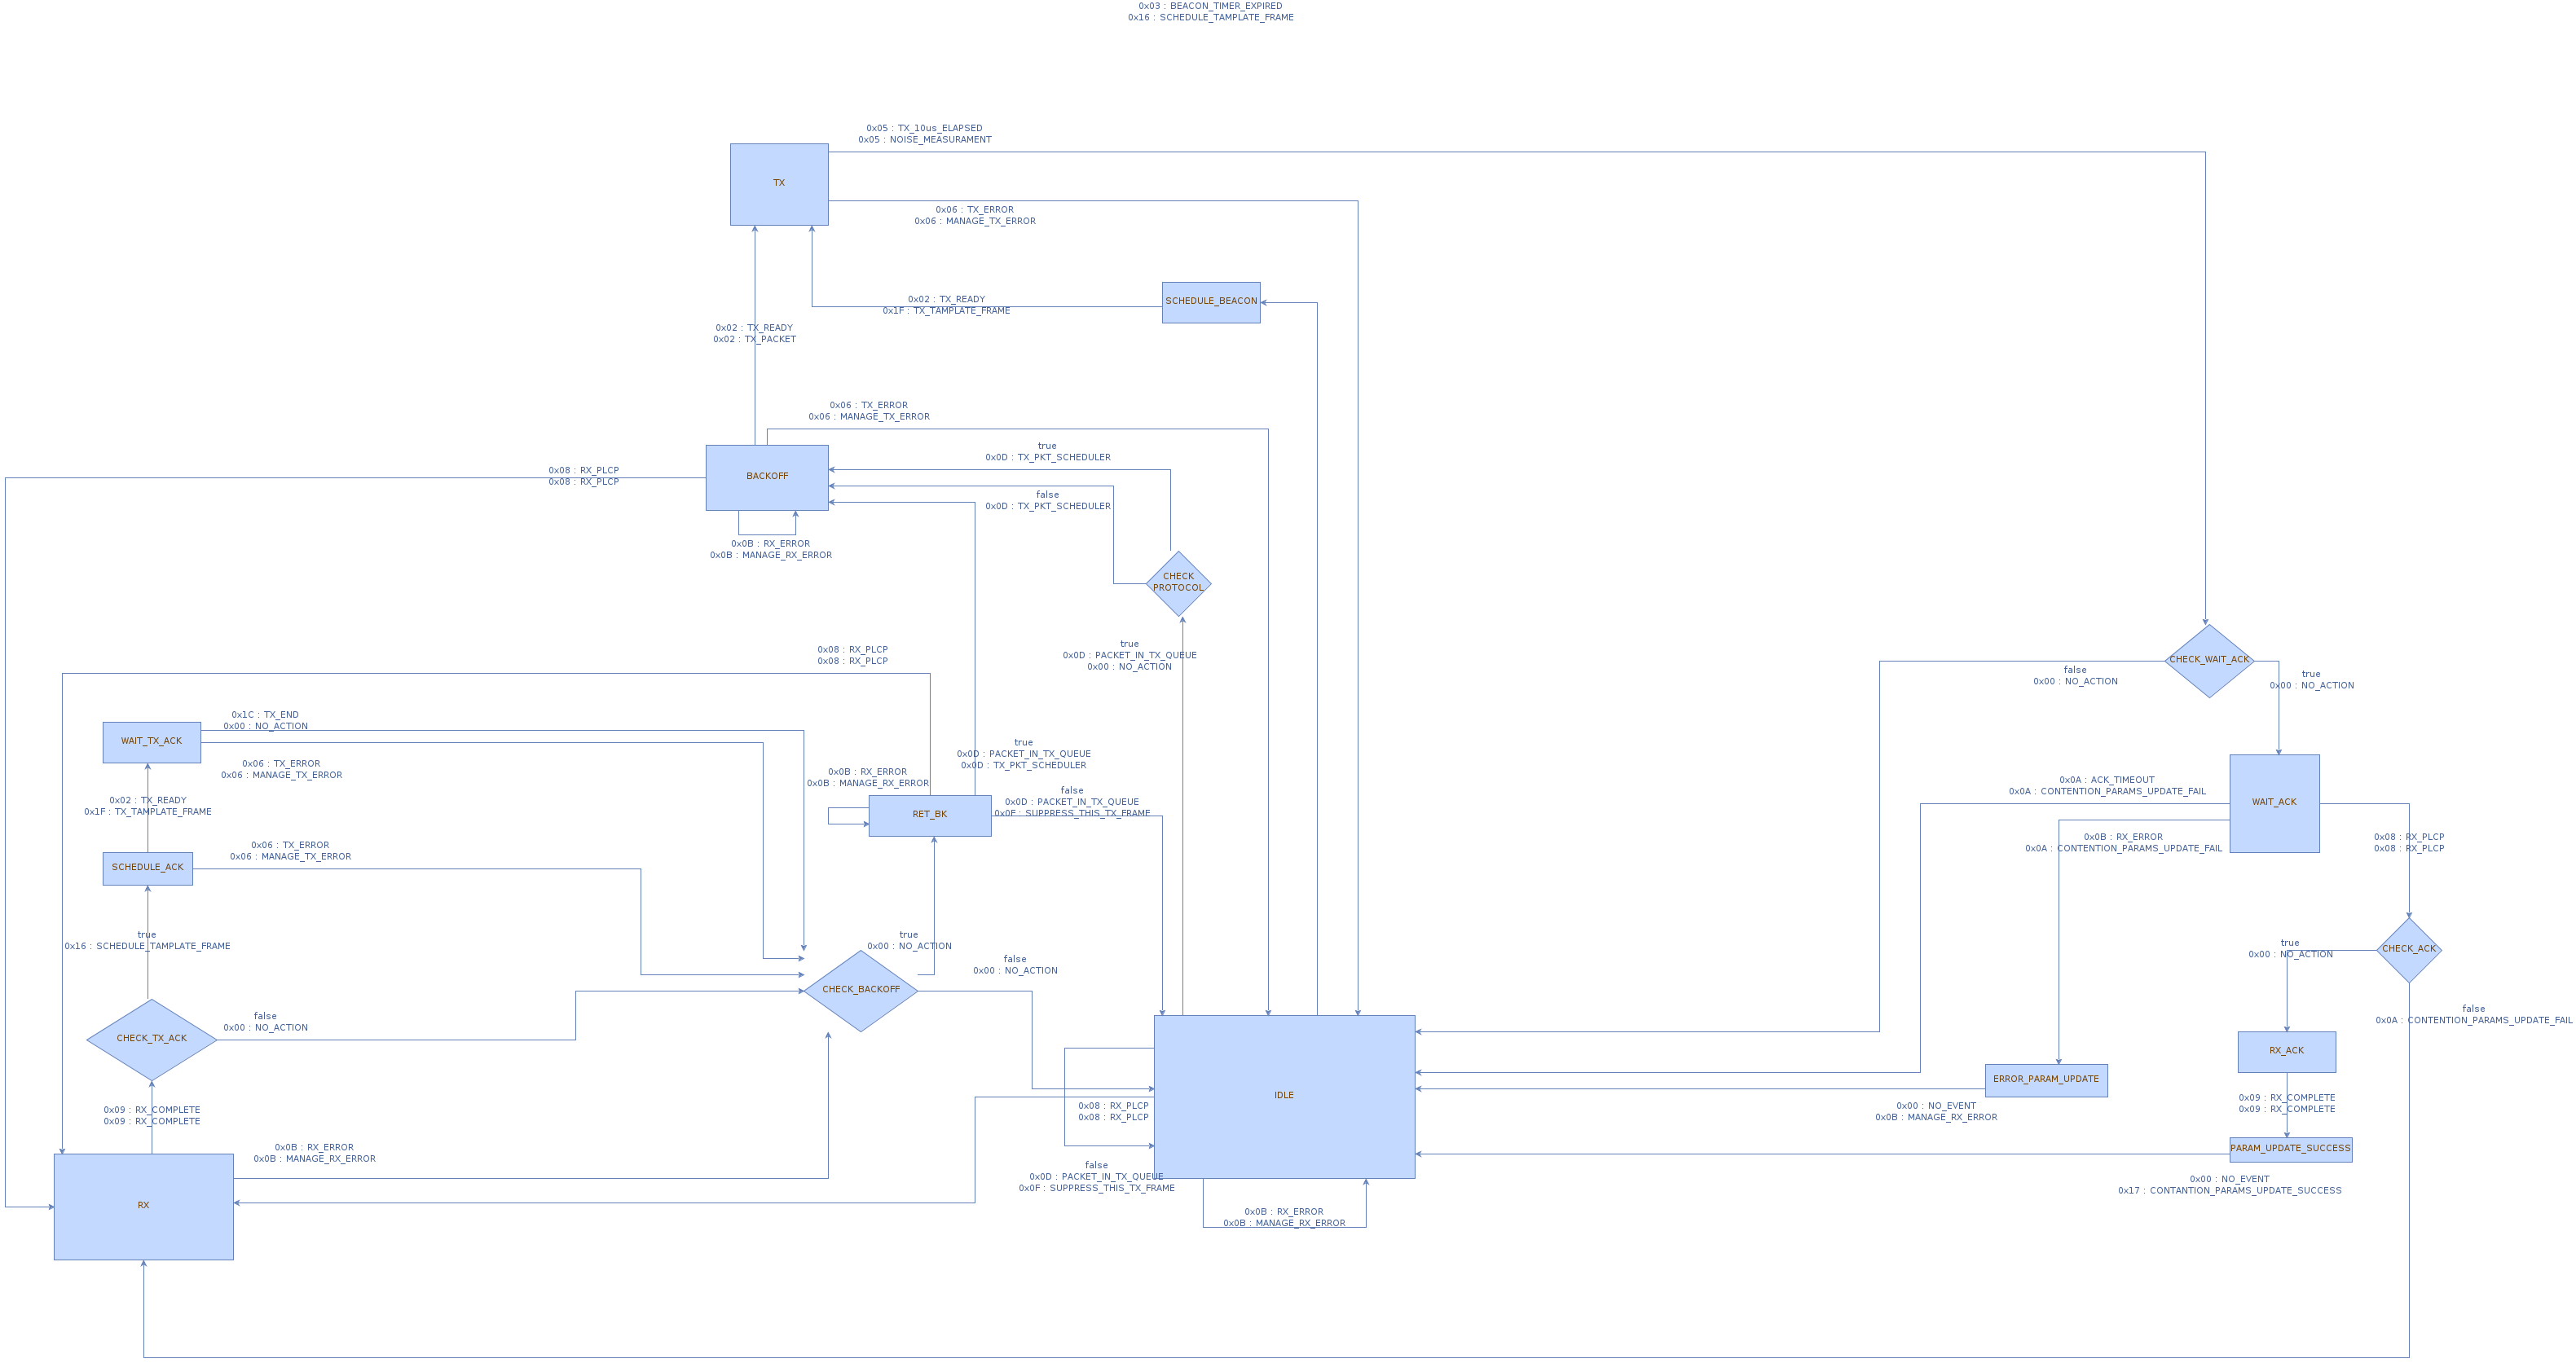 0x03 : BEACON_TIMER_EXPIRED
0x16 : SCHEDULE_TAMPLATE_FRAME
0x05 : TX_10us_ELAPSED
0x05 : NOISE_MEASURAMENT
TX
0x06 : TX_ERROR
0x06 : MANAGE_TX_ERROR
SCHEDULE_BEACON
0x02 : TX_READY
0x1F : TX_TAMPLATE_FRAME
0x02 : TX_READY
0x02 : TX_PACKET
0x06 : TX_ERROR
0x06 : MANAGE_TX_ERROR
true
0x0D : TX_PKT_SCHEDULER
0x08 : RX_PLCP
0x08 : RX_PLCP
BACKOFF
false
0x0D : TX_PKT_SCHEDULER
0x0B : RX_ERROR
0x0B : MANAGE_RX_ERROR
CHECK
PROTOCOL
true
0x0D : PACKET_IN_TX_QUEUE
0x00 : NO_ACTION
0x08 : RX_PLCP
0x08 : RX_PLCP
CHECK_WAIT_ACK
false
0x00 : NO_ACTION
true
0x00 : NO_ACTION
0x1C : TX_END
0x00 : NO_ACTION
WAIT_TX_ACK
0x06 : TX_ERROR
0x06 : MANAGE_TX_ERROR
true
0x0D : PACKET_IN_TX_QUEUE
0x0D : TX_PKT_SCHEDULER
0x0B : RX_ERROR
0x0B : MANAGE_RX_ERROR
0x0A : ACK_TIMEOUT
0x0A : CONTENTION_PARAMS_UPDATE_FAIL
WAIT_ACK
0x02 : TX_READY
0x1F : TX_TAMPLATE_FRAME
false
0x0D : PACKET_IN_TX_QUEUE
0x0F : SUPPRESS_THIS_TX_FRAME
RET_BK
0x0B : RX_ERROR
0x0A : CONTENTION_PARAMS_UPDATE_FAIL
0x08 : RX_PLCP
0x08 : RX_PLCP
0x06 : TX_ERROR
0x06 : MANAGE_TX_ERROR
SCHEDULE_ACK
true
0x16 : SCHEDULE_TAMPLATE_FRAME
true
0x00 : NO_ACTION
false
0x00 : NO_ACTION
true
0x00 : NO_ACTION
CHECK_ACK
CHECK_BACKOFF
false
0x00 : NO_ACTION
false
0x0A : CONTENTION_PARAMS_UPDATE_FAIL
CHECK_TX_ACK
RX_ACK
ERROR_PARAM_UPDATE
IDLE
0x09 : RX_COMPLETE
0x09 : RX_COMPLETE
0x08 : RX_PLCP
0x08 : RX_PLCP
0x00 : NO_EVENT
0x0B : MANAGE_RX_ERROR
0x09 : RX_COMPLETE
0x09 : RX_COMPLETE
0x0B : RX_ERROR
0x0B : MANAGE_RX_ERROR
PARAM_UPDATE_SUCCESS
false
0x0D : PACKET_IN_TX_QUEUE
0x0F : SUPPRESS_THIS_TX_FRAME
0x00 : NO_EVENT
0x17 : CONTANTION_PARAMS_UPDATE_SUCCESS
RX
0x0B : RX_ERROR
0x0B : MANAGE_RX_ERROR